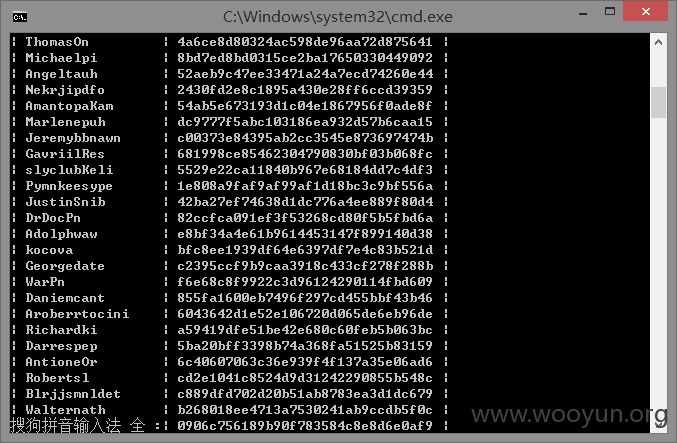 C:\Windows\system32\cmd.exe
| ThomasOn | 4a6ce8d80324ac598de96aa72d875641 |
| Michaelpi | 8bd7ed8bd0315ce2ba17650330449092 |
| Angeltauh | 52aeb9c47ee33471a24a7ecd74260e44 |
| Nekrjipdfo | 2430fd2e8c1895a430e28ff6ccd39359 |
| AmantopaKam | 54ab5e673193d1c04e1867956f0ade8f |
| Marlenepuh | dc9777f5abc103186ea932d57b6caa15 |
| Jeremybbnawn | c00373e84395ab2cc3545e873697474b |
| GavriilRes | 681998ce85462304790830bf03b068fc |
| slyclubKeli | 5529e22ca11840b967e68184dd7c4df3 |
| Pymnkeesype | 1e808a9faf9af99af1d18bc3c9bf556a |
| JustinSnib | 42ba27ef74638d1dc776a4ee889f80d4 |
| DrDocPn | 82ccfca091ef3f53268cd80f5b5fbd6a |
| Adolphwaw | e8bf34a4e61b9614453147f899140d38 |
| kocova | bfc8ee1939df64e6397df7e4c83b521d |
| Georgedate | c2395ccf9b9caa3918c433cf278f288b |
| WarPn | f6e68c8f9922c3d96124290114fbd609 |
| Daniemcant | 855fa1600eb7496f297cd455bbf43b46 |
| Aroberrtocini | 6043642d1e52e106720d065de6eb96de |
| Richardki | a59419dfe51be42e680c60feb5b063bc |
| Darrespep | 5ba20bff3398b74a368fa51525b83159 |
| AntioneOr | 6c40607063c36e939f4f137a35e06ad6 |
| Robertsl | cd2e1041c8524d9d31242290855b548c |
| Blrjjsmnldet | c889dfd702d20b51ab8783ea3d1dc679 |
| Walternath | b268018ee4713a7530241ab9ccdb5f0c |
搜狗拼音输入法 全 :| 0906c756189b90f783584c8e8d6e0af9 |
www.wooyun.org